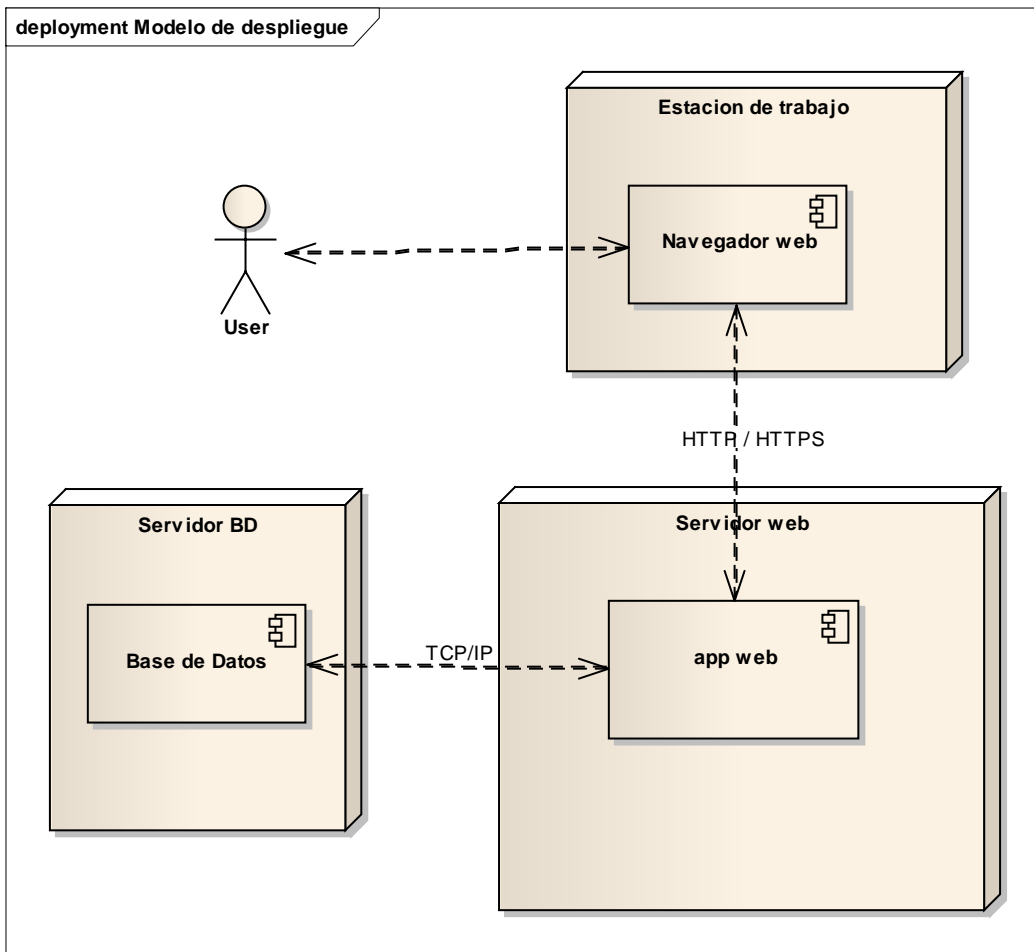 deployment Modelo de despliegue
Estacion de trabajo
Navegador web
User
HTTP / HTTPS
Servidor BD
Servidor web
Base de Datos
TCP/IP
app web